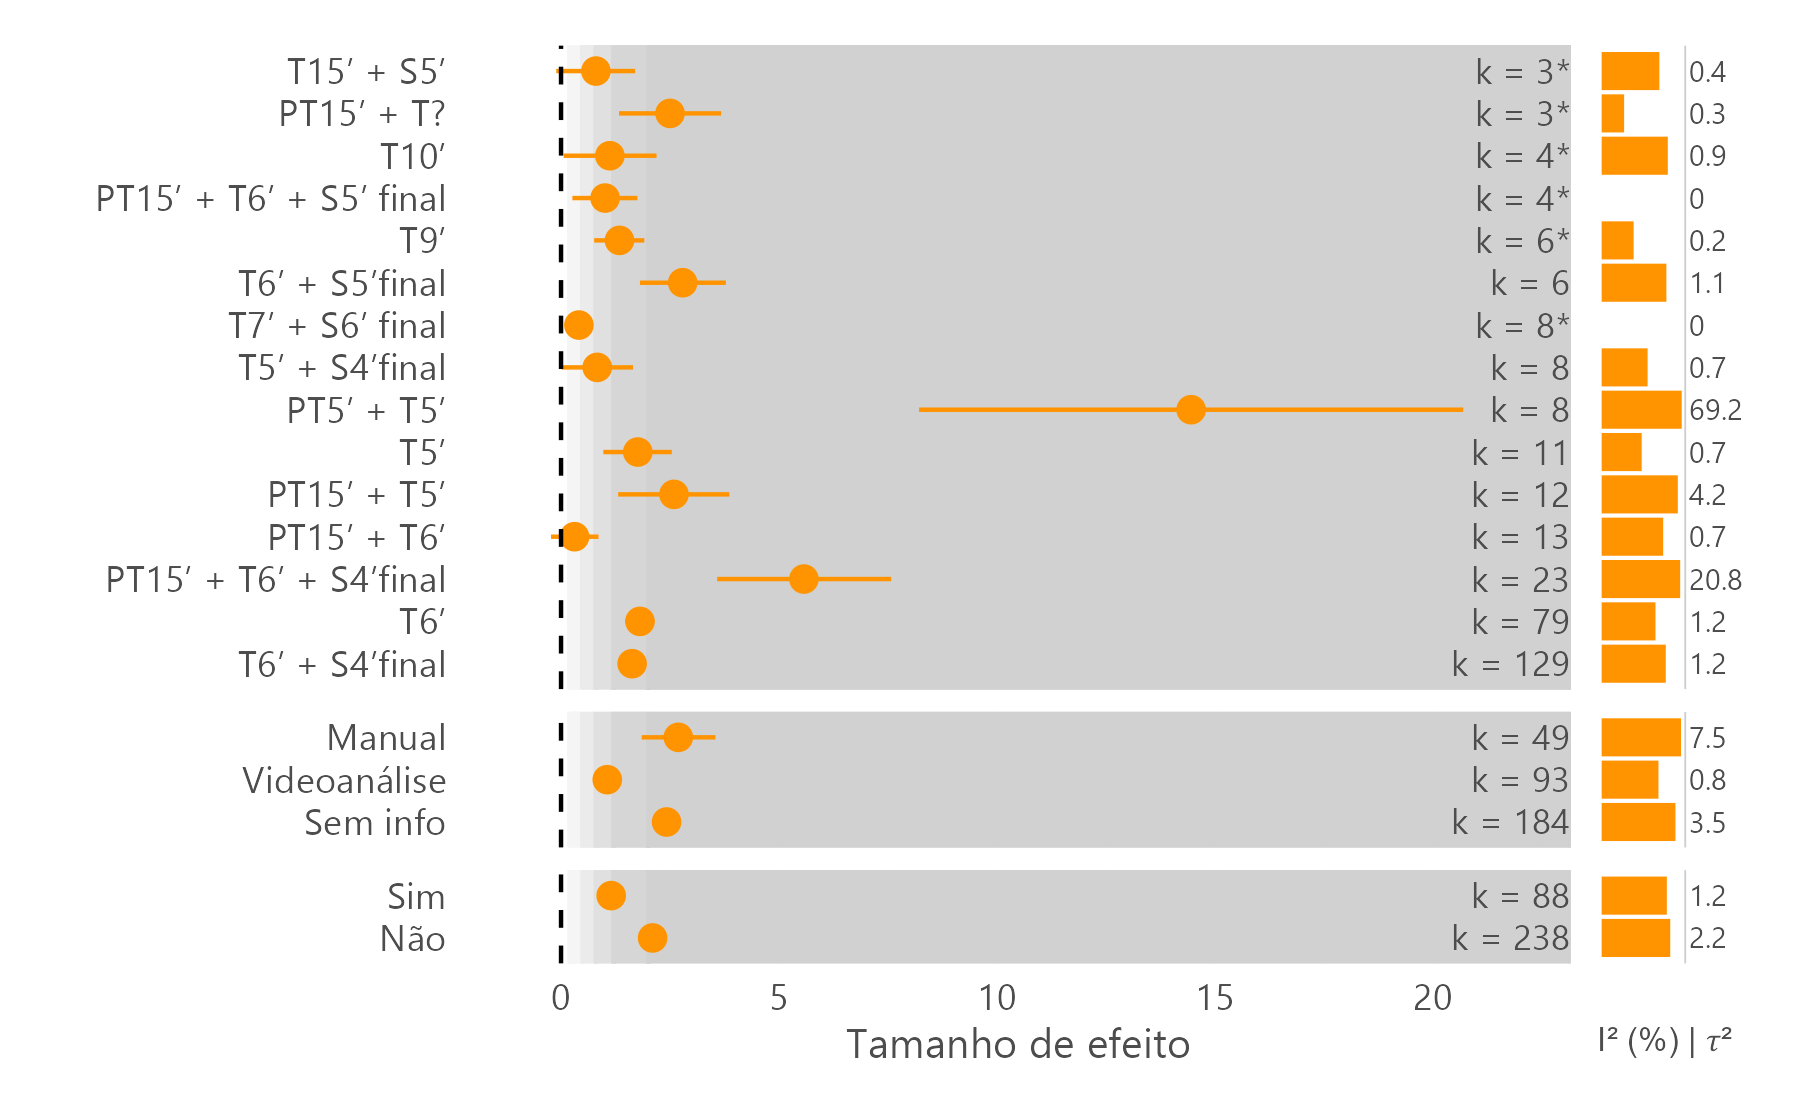 T15′ + S5′ k = 3* 0.4
PT15′ + T? k = 3* 0.3
T10′ k = 4* 0.9
PT15′ + T6′ + S5′ final k = 4* 0
T9′ k = 6* 0.2
T6′ + S5′final k = 6 1.1
T7′ + S6′ final k = 8* 0
T5′ + S4′final k = 8 0.7
PT5′ + T5′ k = 8 69.2
T5′ k = 11 0.7
PT15′ + T5′ k = 12 4.2
PT15′ + T6′ k = 13 0.7
PT15′ + T6′ + S4′final k = 23 20.8
T6′ k = 79 1.2
T6′ + S4′final k = 129 1.2
Manual k = 49 7.5
Videoanálise k = 93 0.8
Sem info k = 184 3.5
Sim k = 88 1.2
Não k = 238 2.2
0 5 10 15 20
Tamanho de efeito I² (%) | τ²